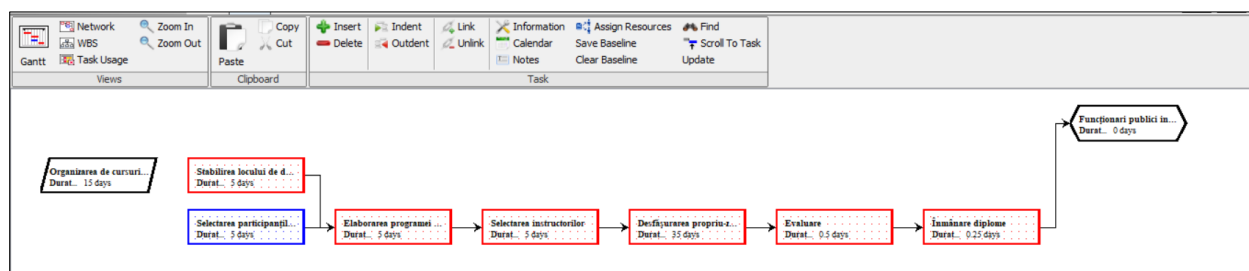 Network
Zoom In
Copy
Insert
Indent
Link
Information
Assign Resources
Find
WBS
Zoom Out
Cut
Delete
Outdent
Unlink
Calendar
Save Baseline
Scroll To Task
Gantt
Task Usage
Paste
Notes
Clear Baseline
Update
Views
Clipboard
Task
Funcționari publici in...
Durat... 0 days
Organizarea de cursuri...
Durat... 15 days
Stabilirea locului de d...
Durat... 5 days
Selectarea participanțil...
Durat... 5 days
Elaborarea programei ...
Durat... 5 days
Selectarea instructorilor
Durat... 5 days
Desfășurarea propriu-z...
Durat... 35 days
Evaluare
Durat... 0.5 days
Înmânare diplome
Durat... 0.25 days